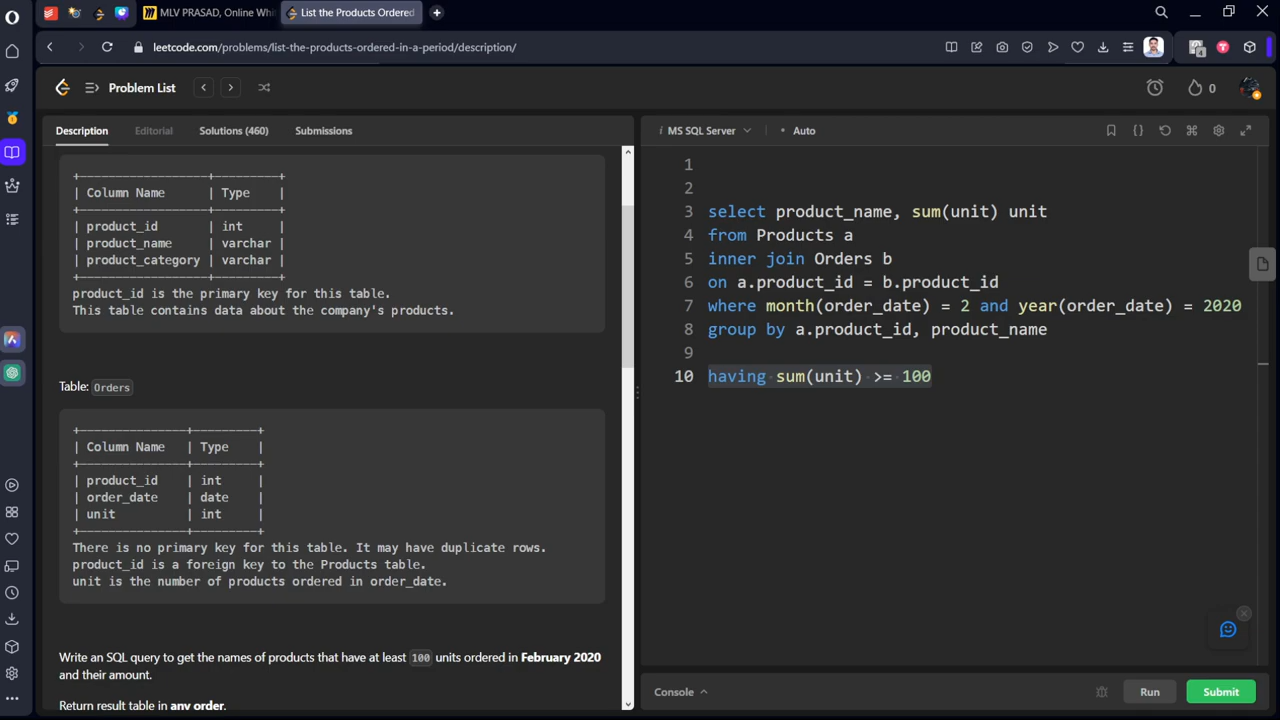 MLV PRASAD, Online Whi
List the Products Ordered
leetcode.com/problems/list-the-products-ordered-in-a-period/description/
4
Problem List
0
Description
Editorial
Solutions (460)
Submissions
i MS SQL Server
• Auto
+------------------+---------+
| Column Name | Type |
+------------------+---------+
| product_id | int |
| product_name | varchar |
| product_category | varchar |
+------------------+---------+
product_id is the primary key for this table.
This table contains data about the company's products.
Table: Orders
+---------------+---------+
| Column Name | Type |
+---------------+---------+
| product_id | int |
| order_date | date |
| unit | int |
+---------------+---------+
There is no primary key for this table. It may have duplicate rows.
product_id is a foreign key to the Products table.
unit is the number of products ordered in order_date.
Write an SQL query to get the names of products that have at least 100 units ordered in February 2020
and their amount.
Return result table in any order.
1
2
3 select product_name, sum(unit) unit
4 from Products a
5 inner join Orders b
6 on a.product_id = b.product_id
7 where month(order_date) = 2 and year(order_date) = 2020
8 group by a.product_id, product_name
9
10 having sum(unit) >= 100
Console
Run
Submit